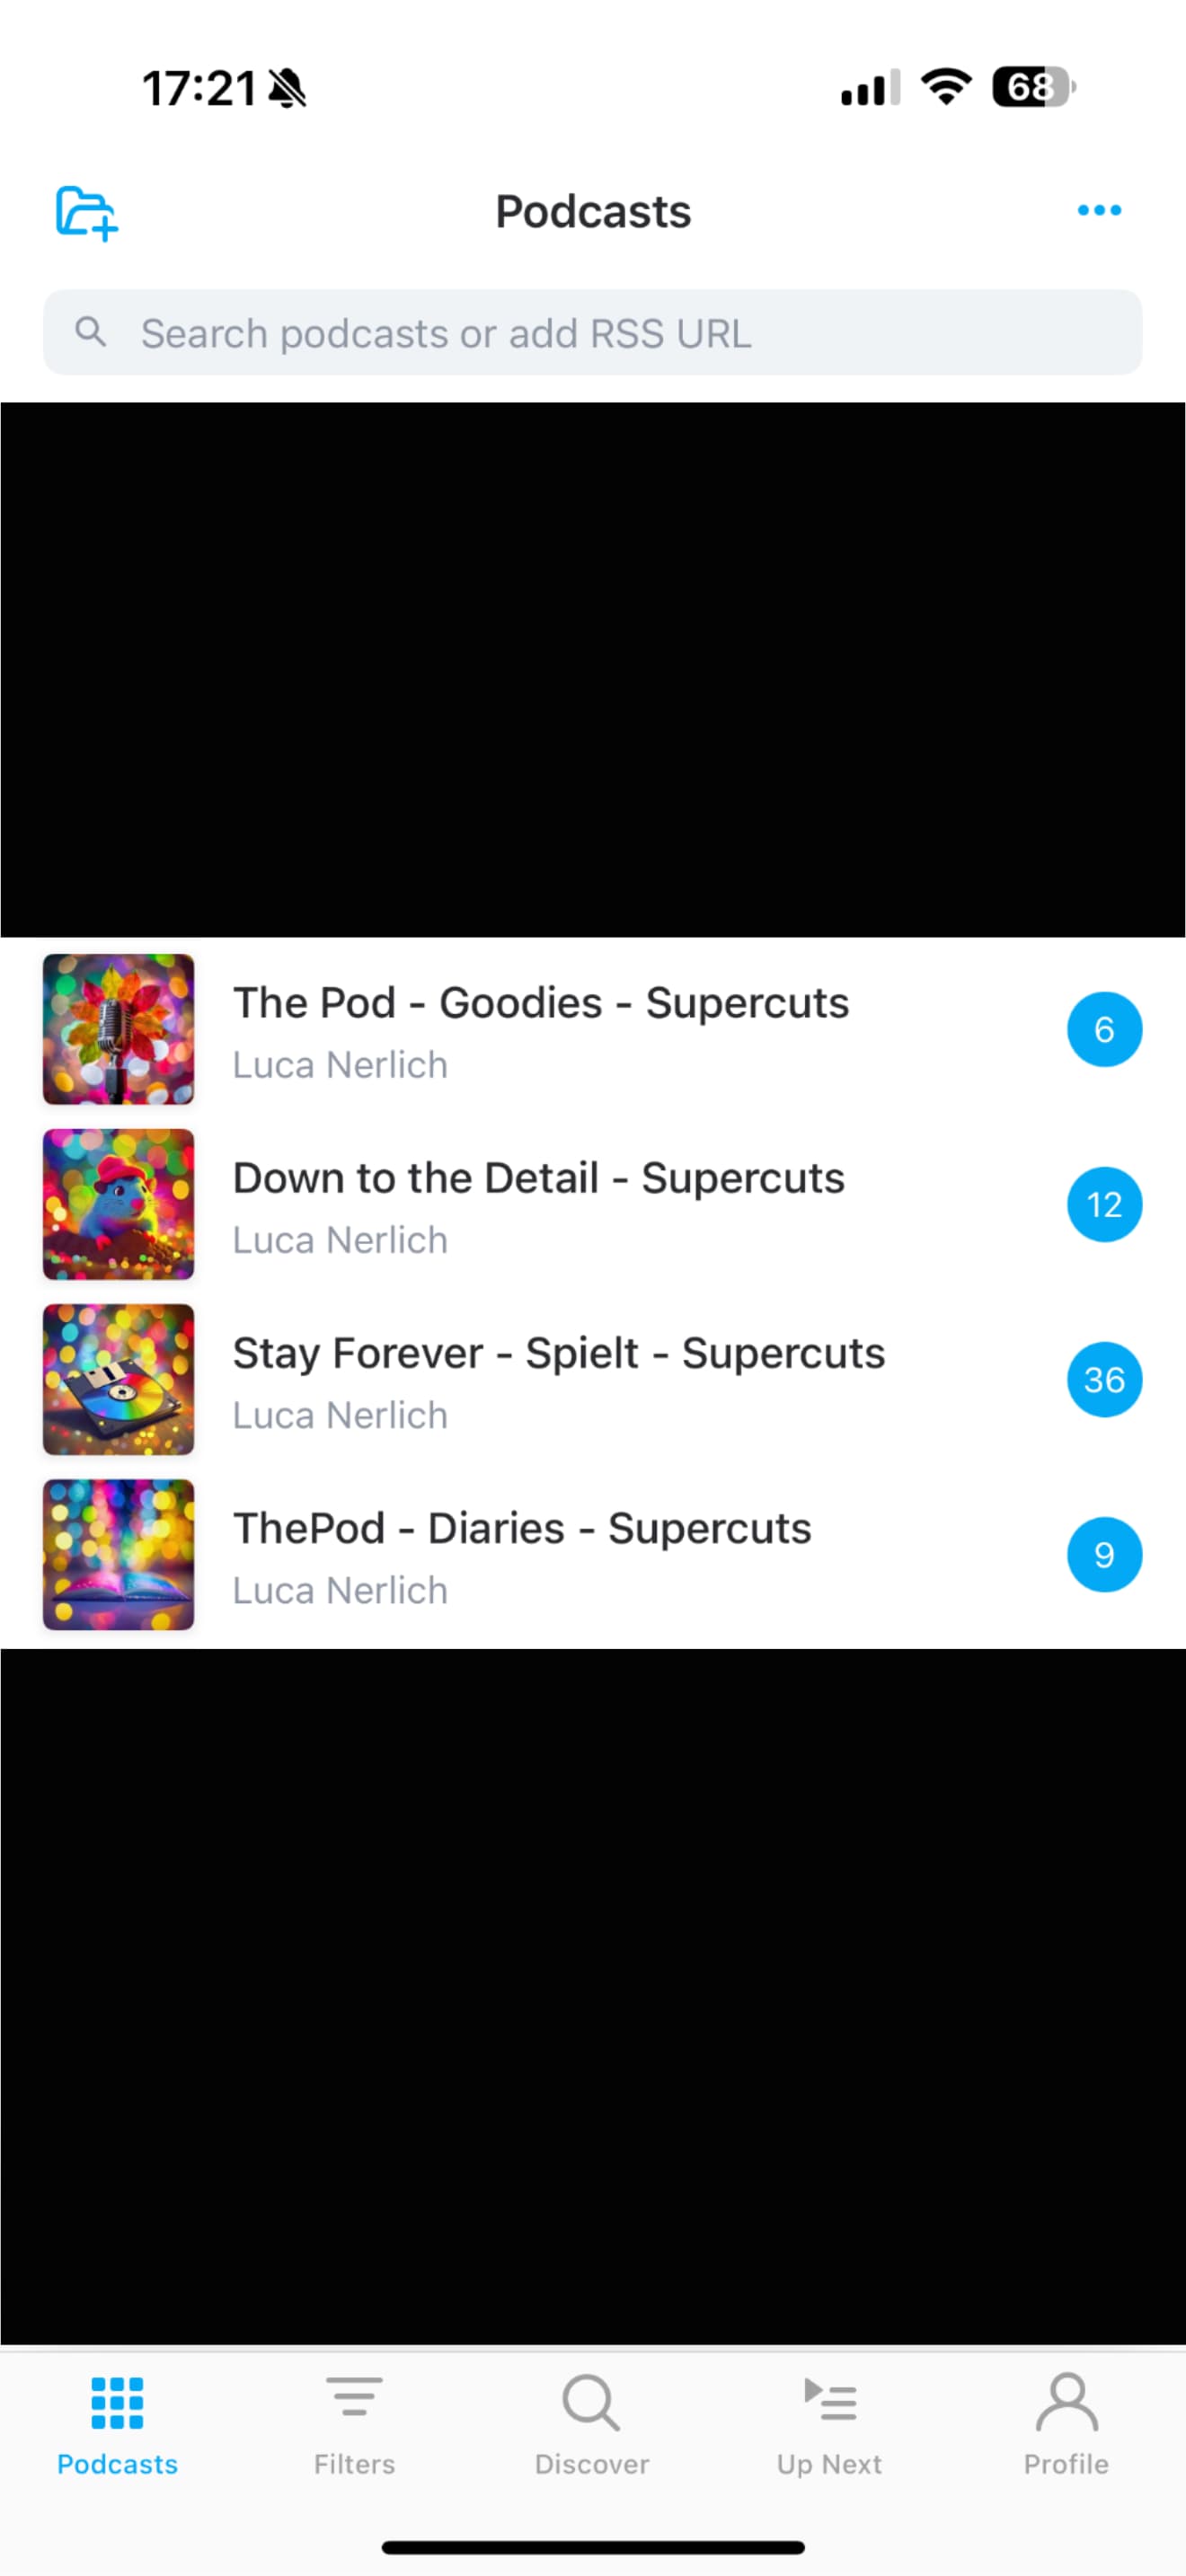 17:21
68
Podcasts
Search podcasts or add RSS URL
The Pod - Goodies - Supercuts
Luca Nerlich
6
Down to the Detail - Supercuts
Luca Nerlich
12
Stay Forever - Spielt - Supercuts
Luca Nerlich
36
ThePod - Diaries - Supercuts
Luca Nerlich
9
Podcasts
Filters
Discover
Up Next
Profile